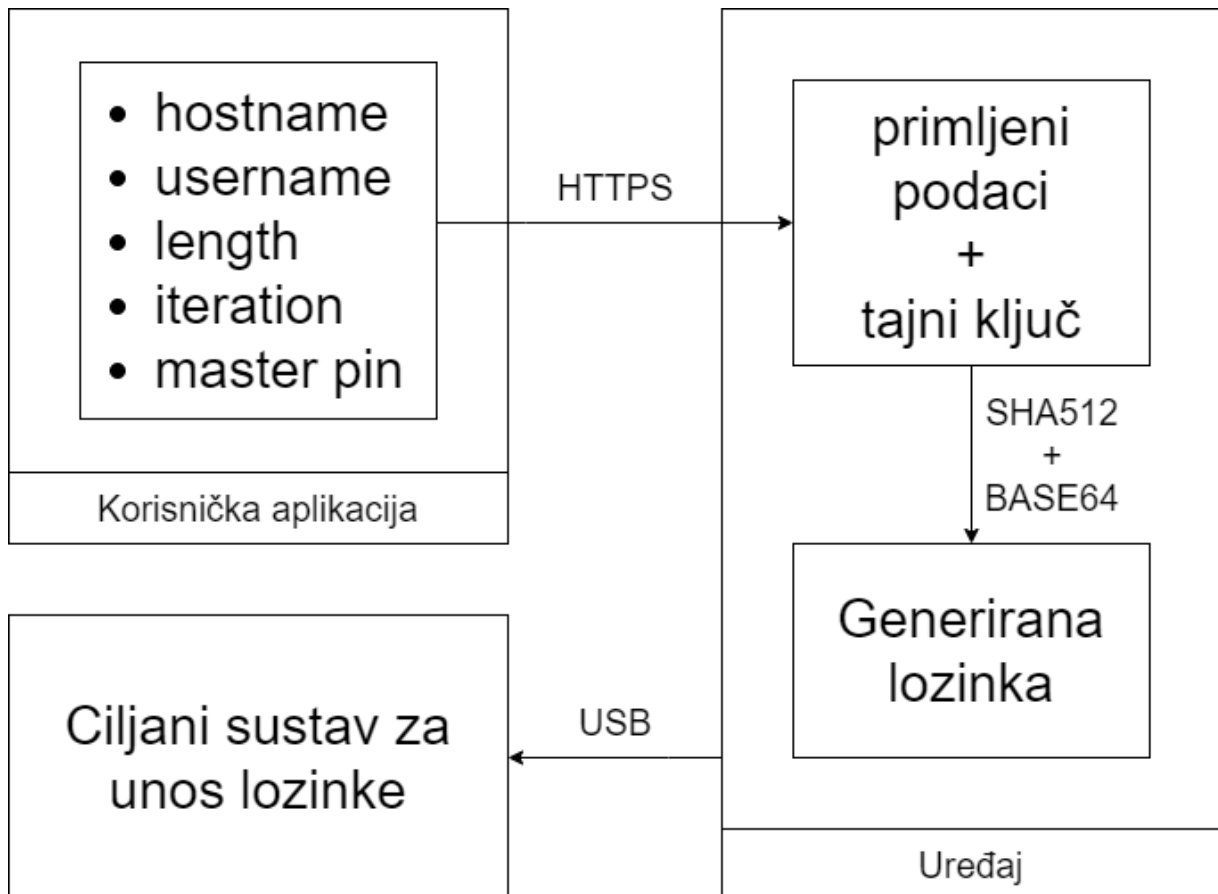 hostname
username
length
iteration
master pin
Korisnička aplikacija
HTTPS
primljeni
podaci
+
tajni ključ
SHA512
+
BASE64
Generirana
lozinka
Uređaj
USB
Ciljani sustav za
unos lozinke